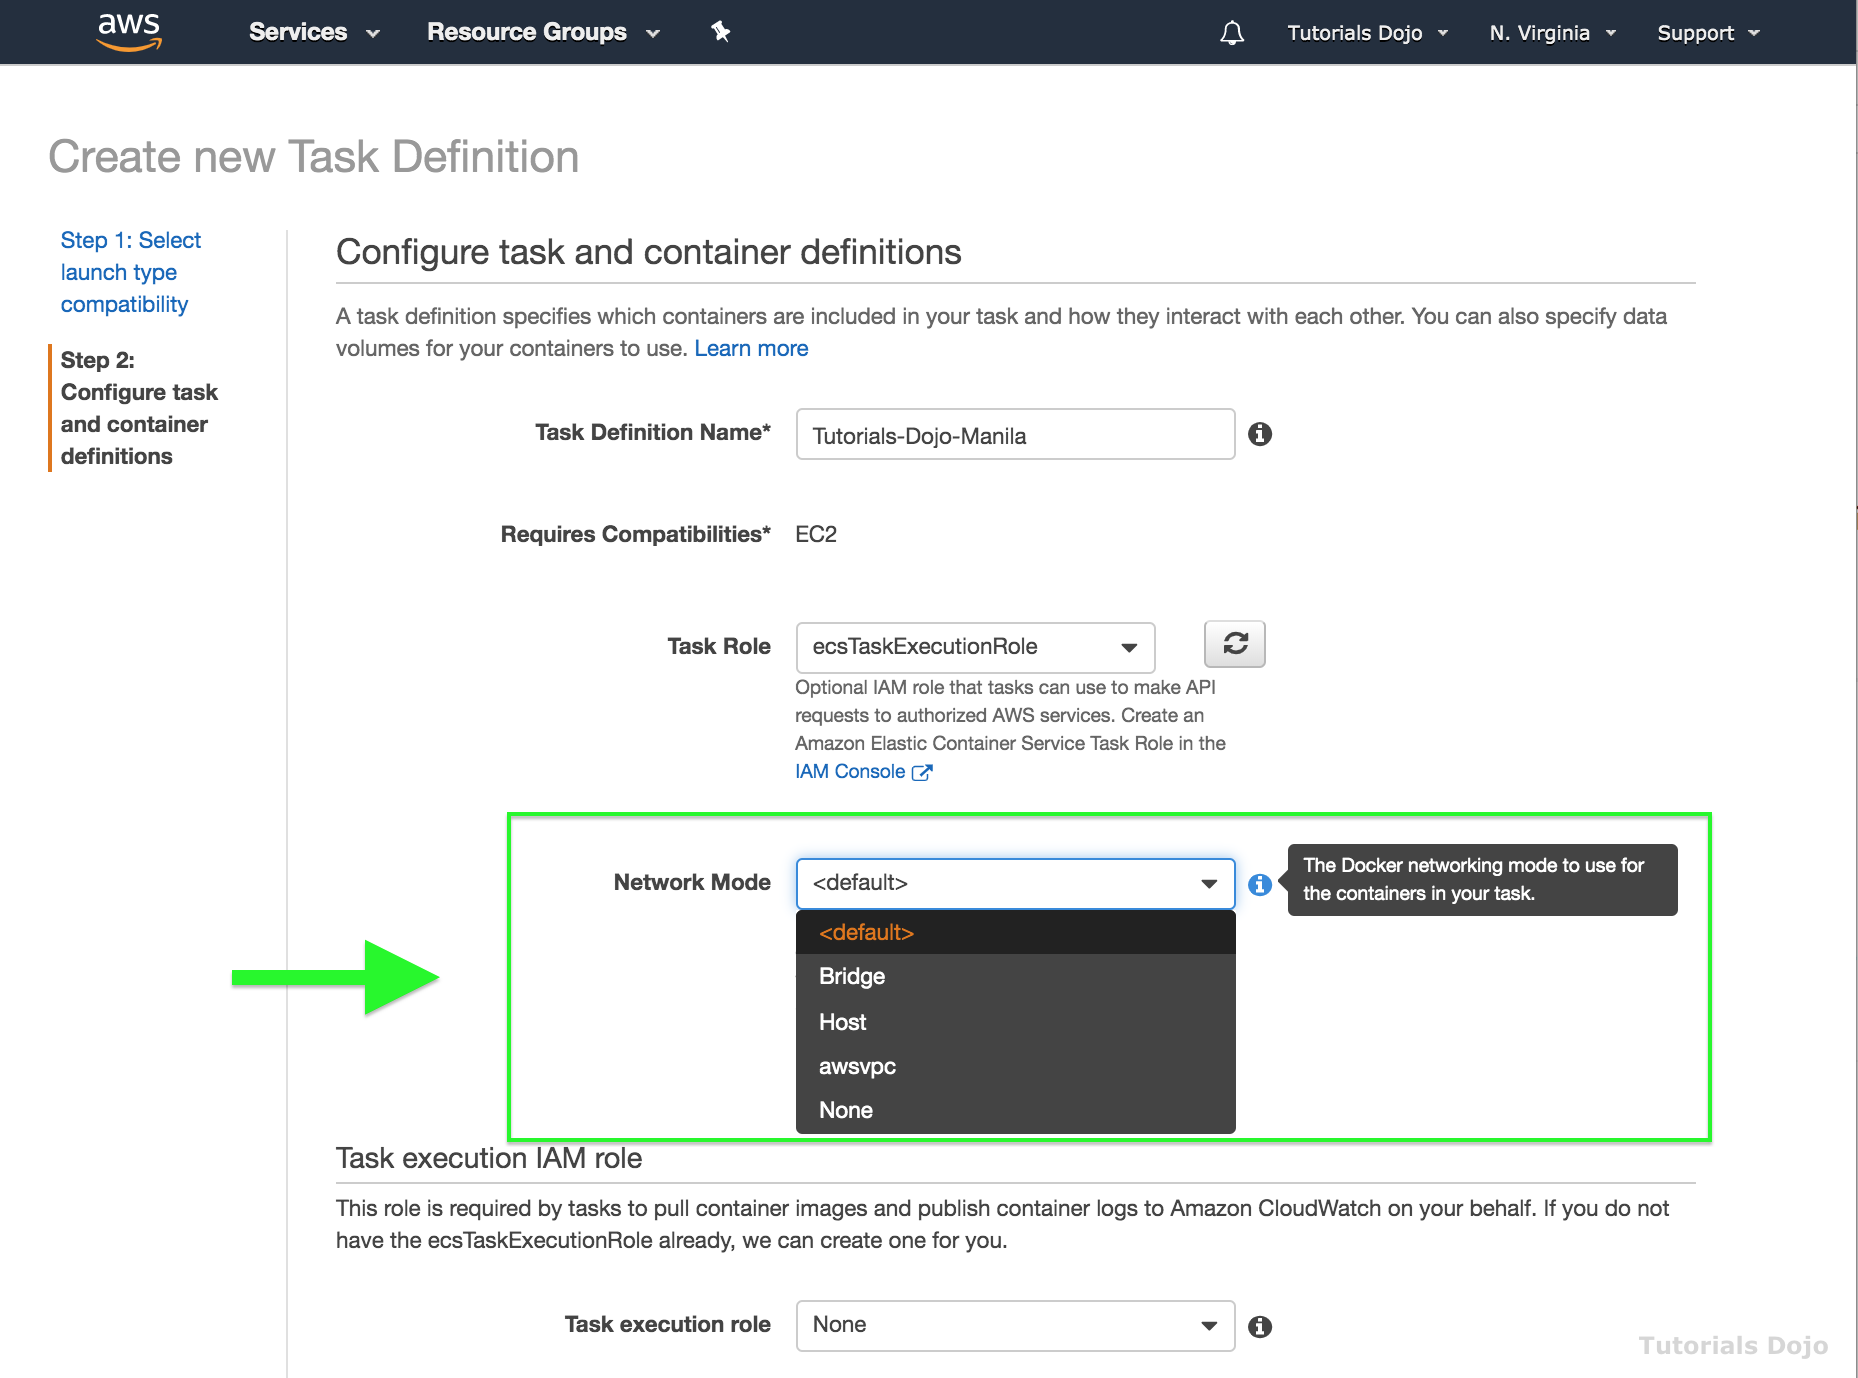 aws Services Resource Groups Tutorials Dojo N. Virginia Support
Create new Task Definition
Step 1: Select
launch type
compatibility
Step 2:
Configure task
and container
definitions
Configure task and container definitions
A task definition specifies which containers are included in your task and how they interact with each other. You can also specify data
volumes for your containers to use. Learn more
Task Definition Name* Tutorials-Dojo-Manila
Requires Compatibilities* EC2
Task Role ecsTaskExecutionRole
Optional IAM role that tasks can use to make API
requests to authorized AWS services. Create an
Amazon Elastic Container Service Task Role in the
IAM Console
Network Mode <default>
The Docker networking mode to use for
the containers in your task.
<default>
Bridge
Host
awsvpc
None
Task execution IAM role
This role is required by tasks to pull container images and publish container logs to Amazon CloudWatch on your behalf. If you do not
have the ecsTaskExecutionRole already, we can create one for you.
Task execution role None
Tutorials Dojo